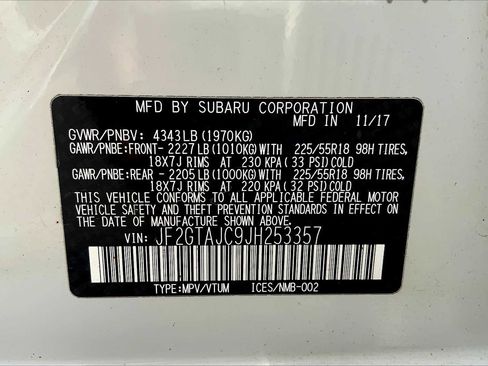 MFD BY SUBARU CORPORATION 11/17
GVWR/PNBV: 4343LB(1970KG)
GAWR/PNBE:FRONT- 2227LB(1010KG)WITH 225/55R18 98H TIRES,
18X7J RIMS AT 230 KPA(33 PSI)COLD
GAWR/PNBE:REAR - 2205LB(1000KG)WITH 225/55R18 98H TIRES,
18X7J RIMS AT 220 KPA(32 PSI)COLD
THIS VEHICLE CONFORMS TO ALL APPLICABLE FEDERAL MOTOR
VEHICLE SAFETY, BUMPER, AND THEFT PREVENTION STANDARDS
IN EFFECT ON THE DATE OF MANUFACTURE SHOWN ABOVE.
VIN: JF2GTAJC9JH253357
TYPE:MPV/VTUM ICES/NMB-002